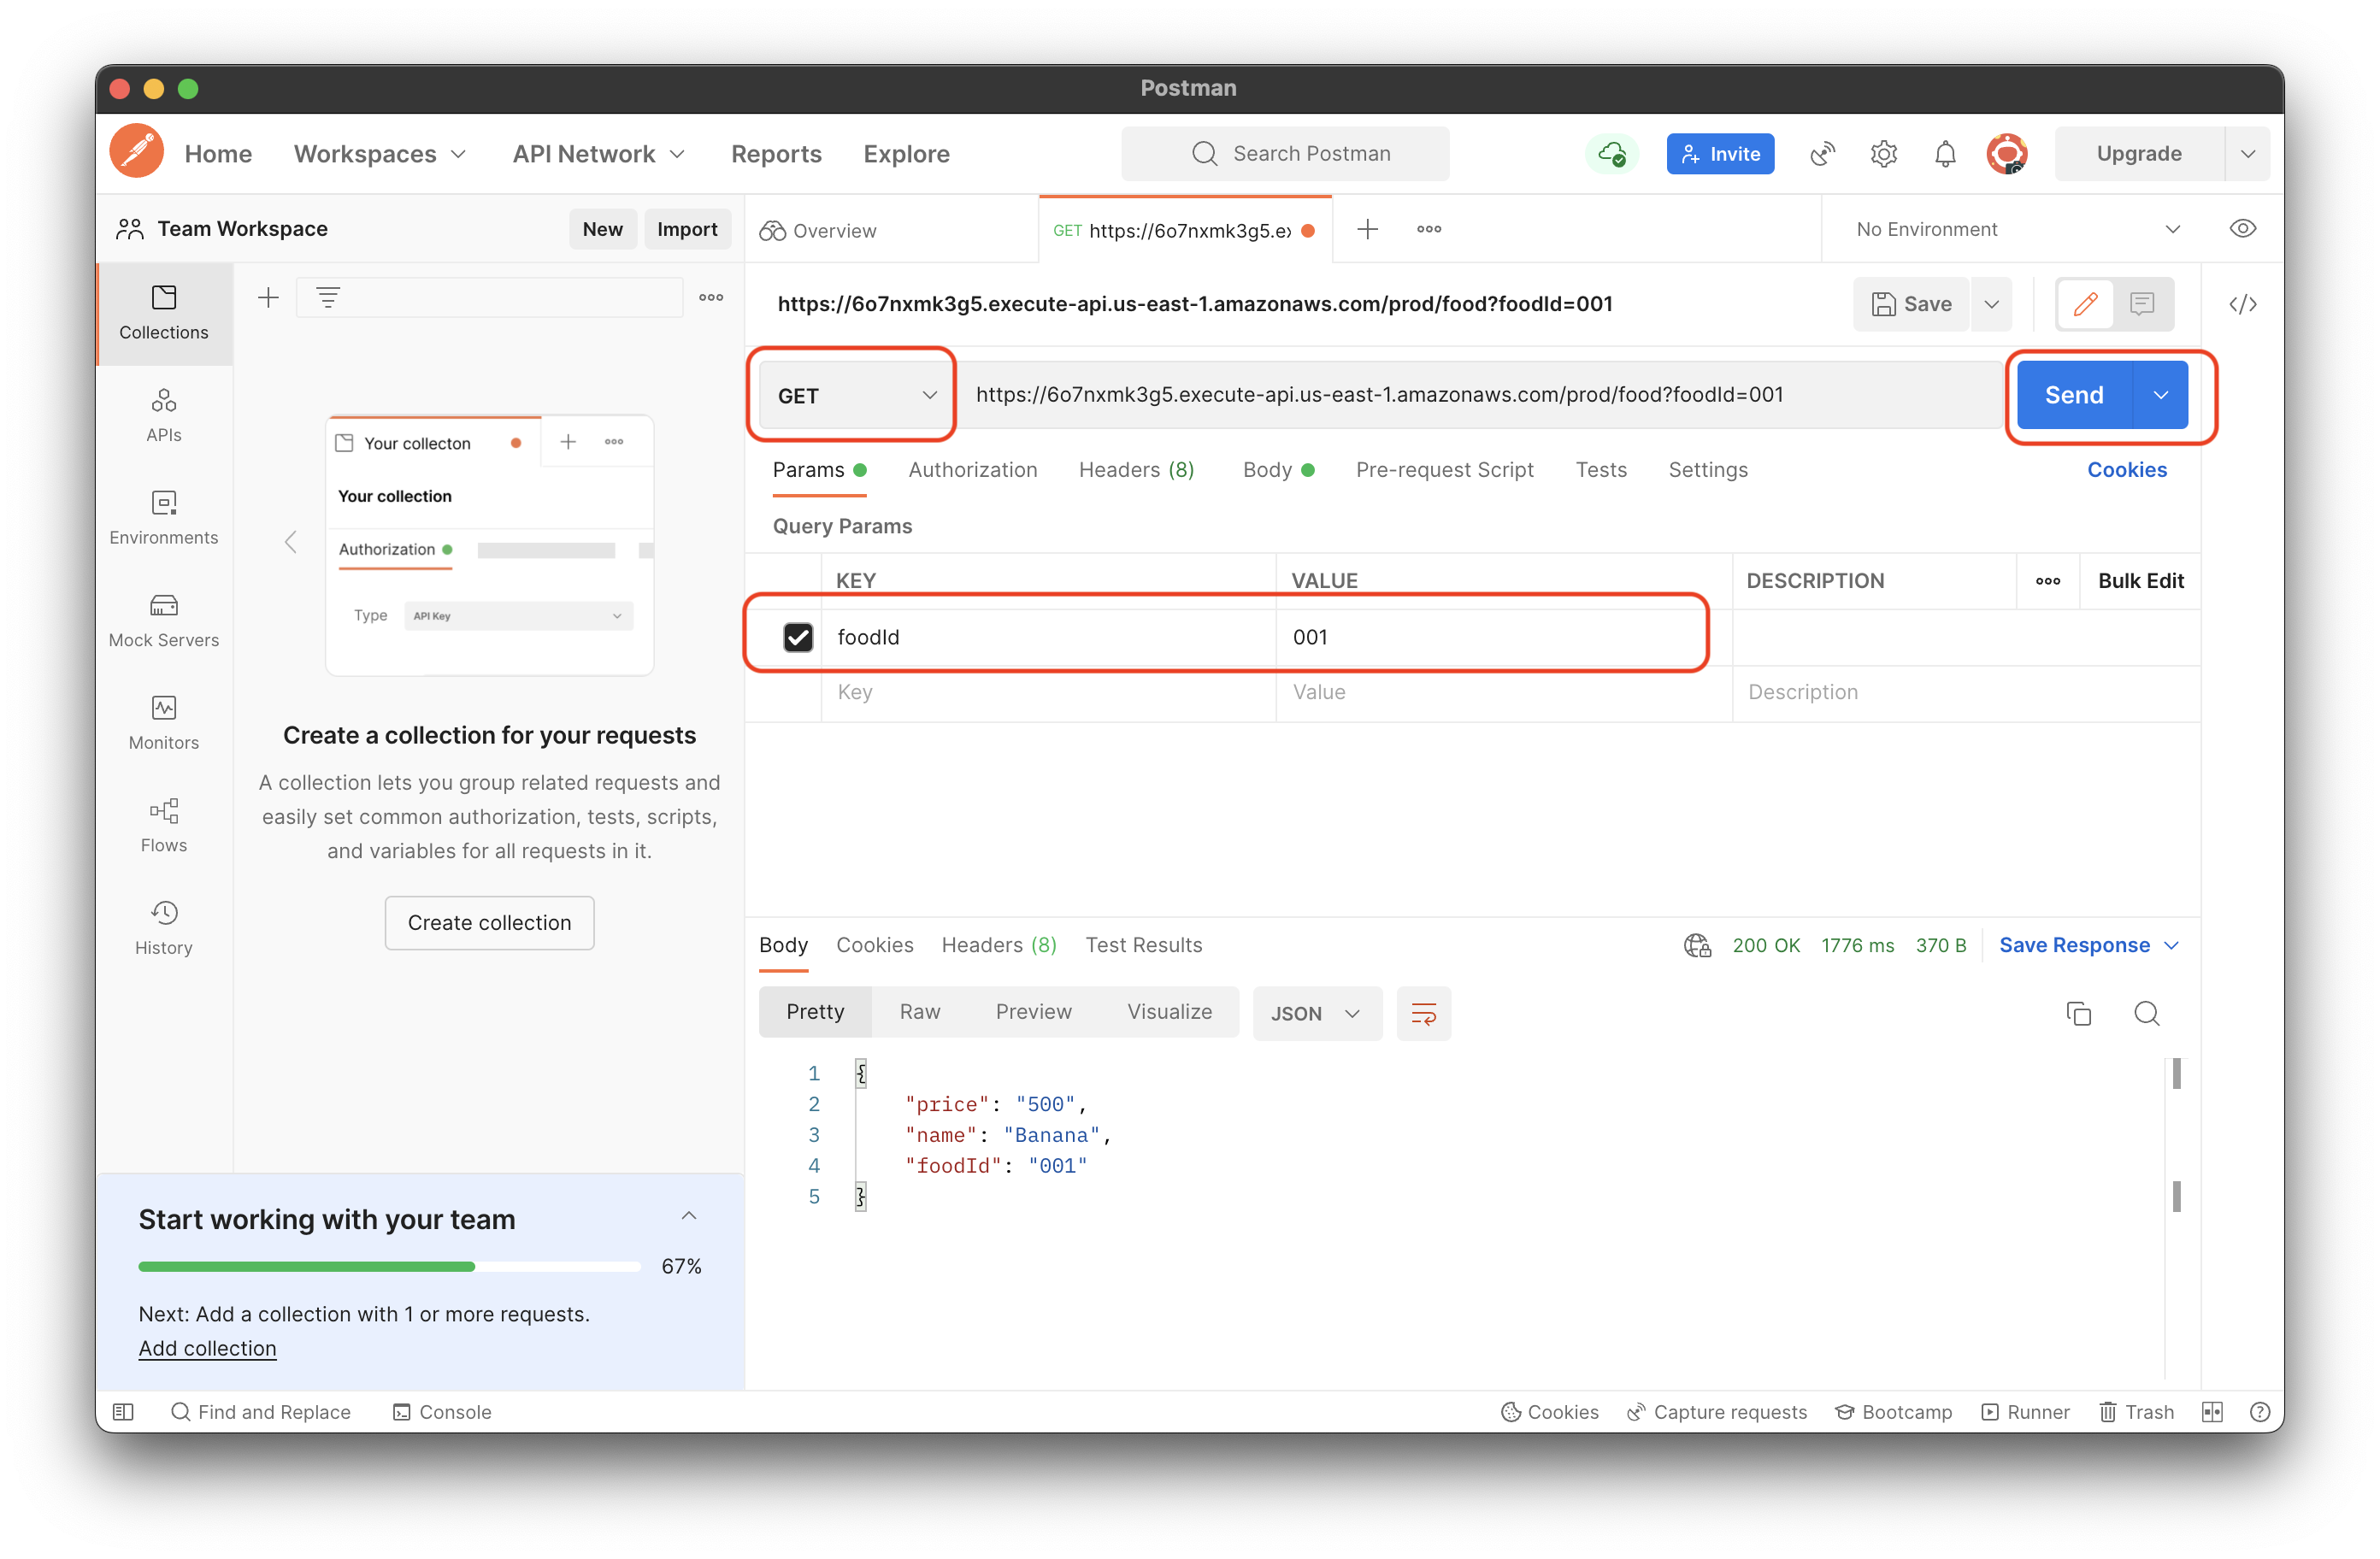 Postman
Home Workspaces API Network Reports Explore Search Postman Invite Upgrade
Team Workspace New Import Overview GET https://6o7nxmk3g5.ex No Environment
https://6o7nxmk3g5.execute-api.us-east-1.amazonaws.com/prod/food?foodId=001 Save
GET https://6o7nxmk3g5.execute-api.us-east-1.amazonaws.com/prod/food?foodId=001 Send
Params Authorization Headers (8) Body Pre-request Script Tests Settings Cookies
Query Params
KEY VALUE DESCRIPTION Bulk Edit
foodId 001
Key Value Description
Collections
APIs
Environments
Mock Servers
Monitors
Flows
History
Your collecton
Your collection
Authorization
Type API Key
Create a collection for your requests
A collection lets you group related requests and
easily set common authorization, tests, scripts,
and variables for all requests in it.
Create collection
Body Cookies Headers (8) Test Results 200 OK 1776 ms 370 B Save Response
Pretty Raw Preview Visualize JSON
1 {
2 "price": "500",
3 "name": "Banana",
4 "foodId": "001"
5 }
Start working with your team
67%
Next: Add a collection with 1 or more requests.
Add collection
Find and Replace Console Cookies Capture requests Bootcamp Runner Trash